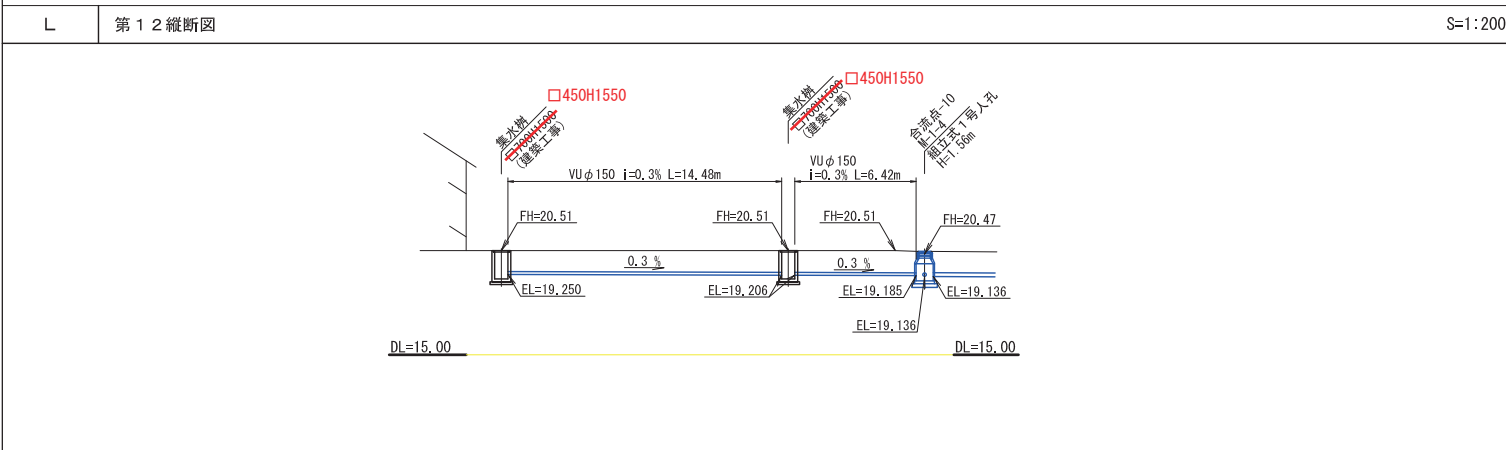 L
第12縦断図
S=1:200
□450H1550
集水桝
□700H1500
(建築工事)
□450H1550
集水桝
□700H1500
(建築工事)
合流点-10
M-1-4
組立式1号人孔
H=1.56m
VUφ150 i=0.3% L=14.48m
VUφ150
i=0.3% L=6.42m
FH=20.51
FH=20.51
FH=20.51
FH=20.47
0.3 %
0.3 %
EL=19.250
EL=19.206
EL=19.185
EL=19.136
EL=19.136
DL=15.00
DL=15.00